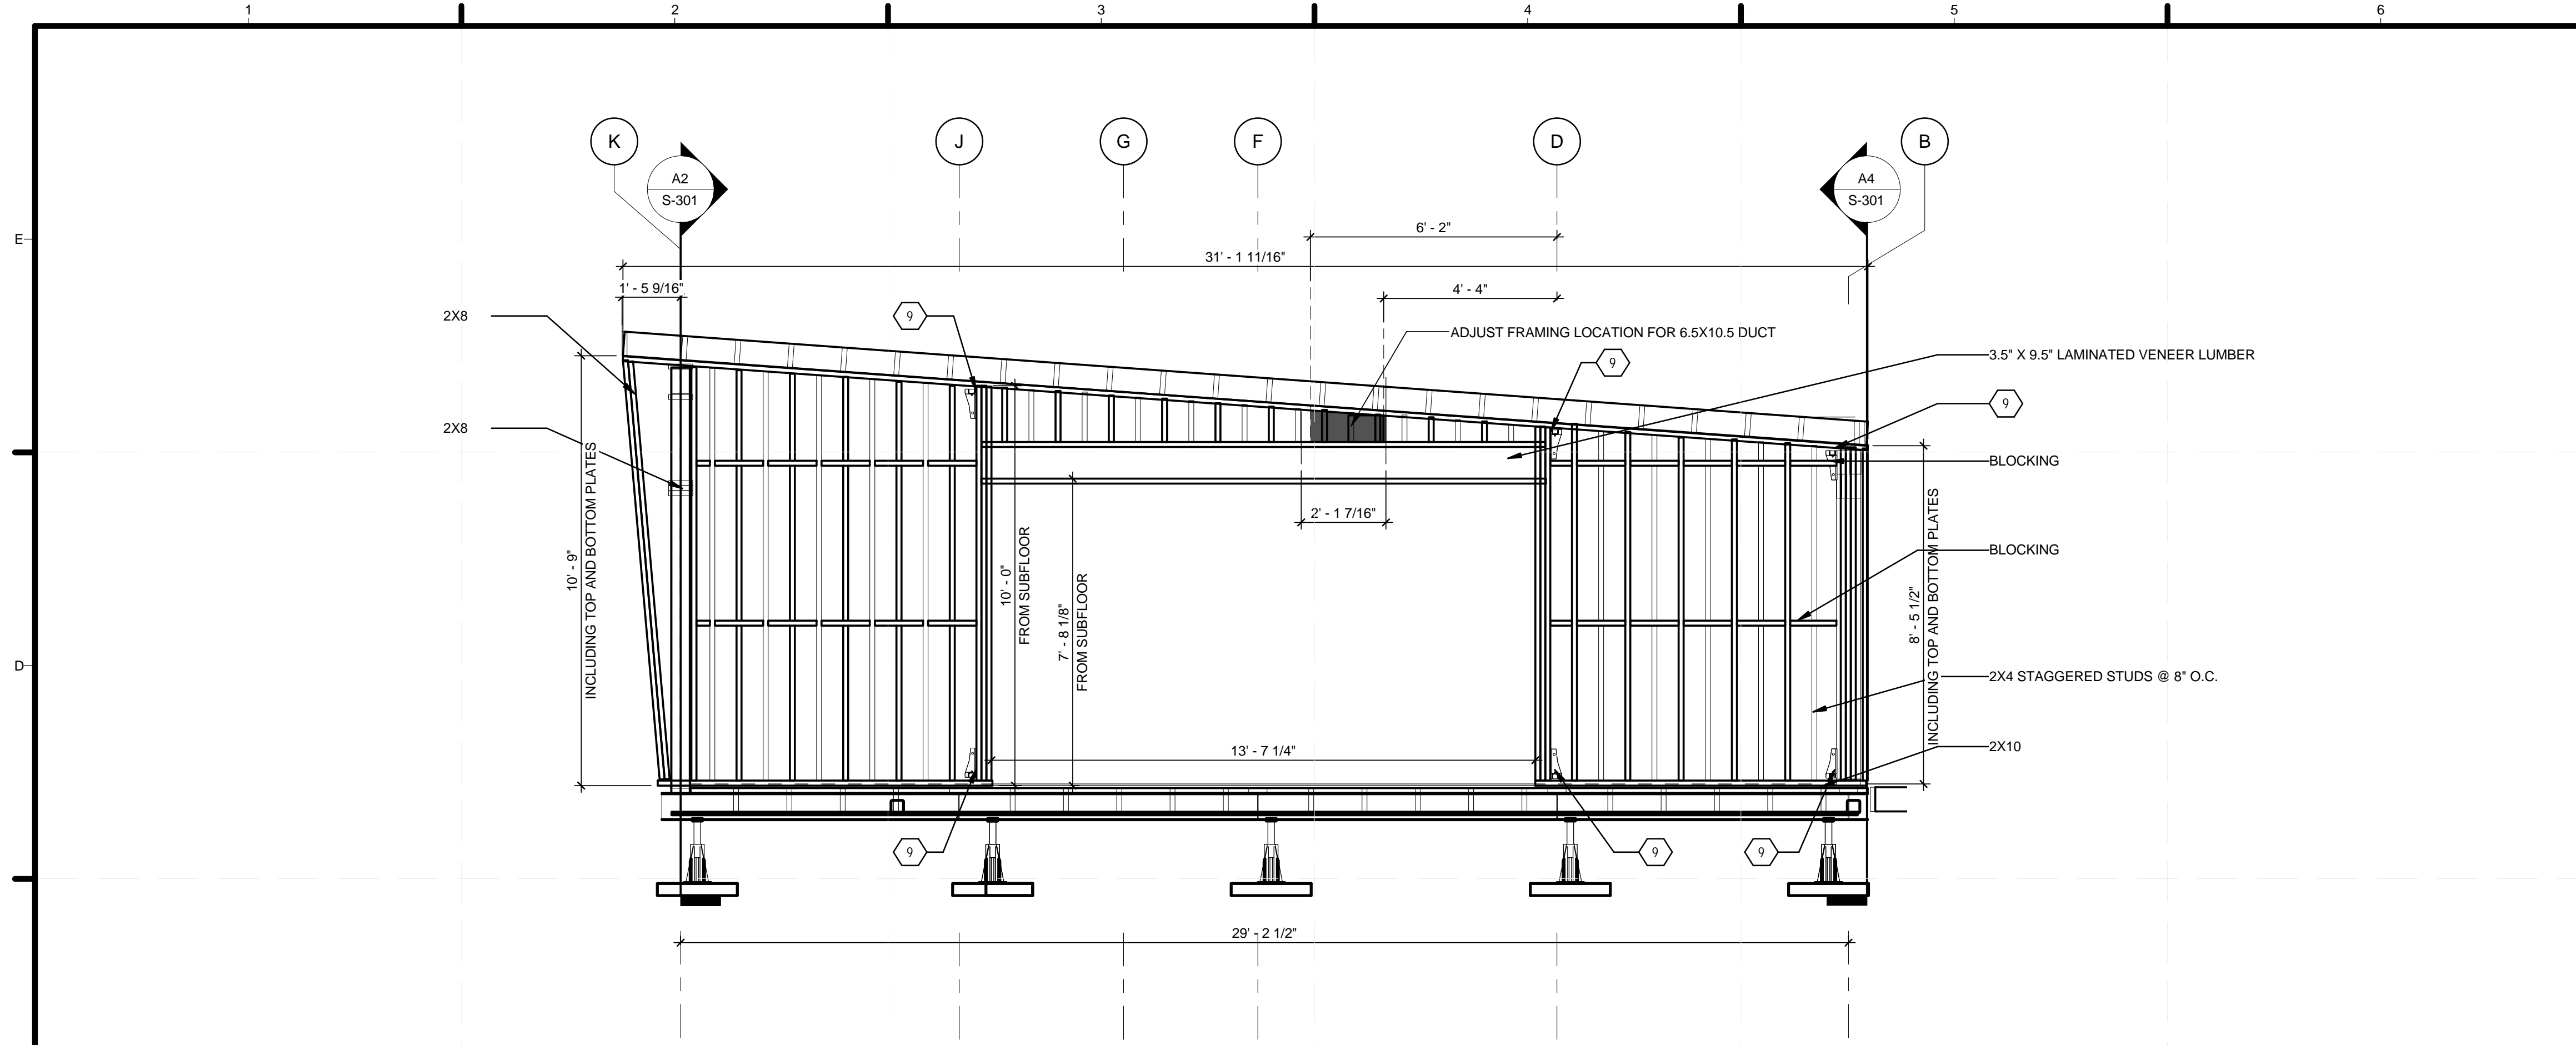 1
2
3
4
5
6
K
J
G
F
D
B
A2
S-301
A4
S-301
E
6' - 2"
31' - 1 11/16"
1' - 5 9/16"
4' - 4"
2X8
9
ADJUST FRAMING LOCATION FOR 6.5X10.5 DUCT
9
3.5" X 9.5" LAMINATED VENEER LUMBER
9
2X8
BLOCKING
2' - 1 7/16"
10' - 9"
INCLUDING TOP AND BOTTOM PLATES
10' - 0"
FROM SUBFLOOR
7' - 8 1/8"
FROM SUBFLOOR
BLOCKING
8' - 5 1/2"
INCLUDING TOP AND BOTTOM PLATES
D
2X4 STAGGERED STUDS @ 8" O.C.
13' - 7 1/4"
2X10
9
9
9
29' - 2 1/2"